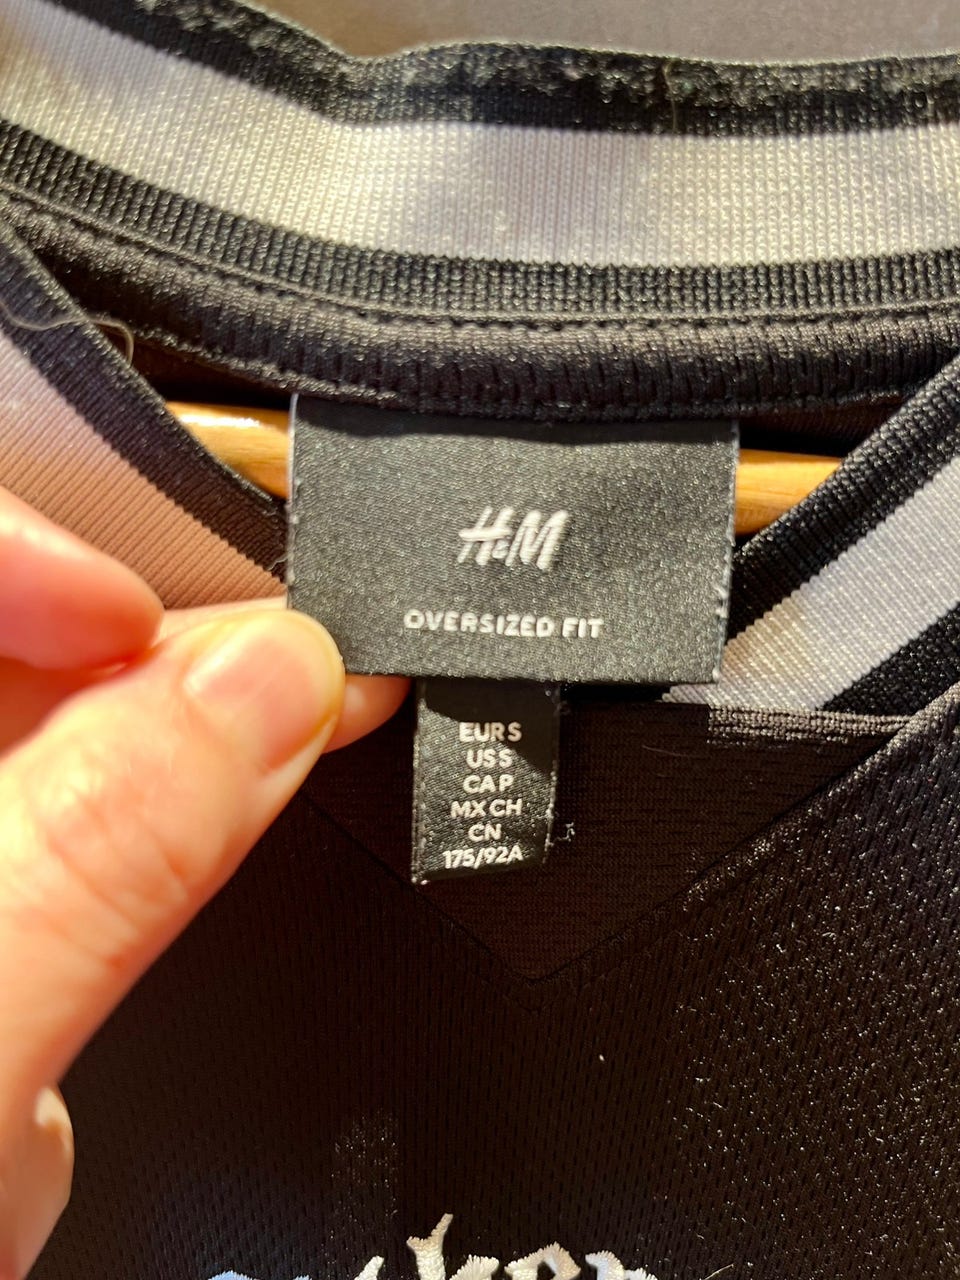 H&M
OVERSIZED FIT
EUR S
US S
CA P
MX CH
CN
175/92A